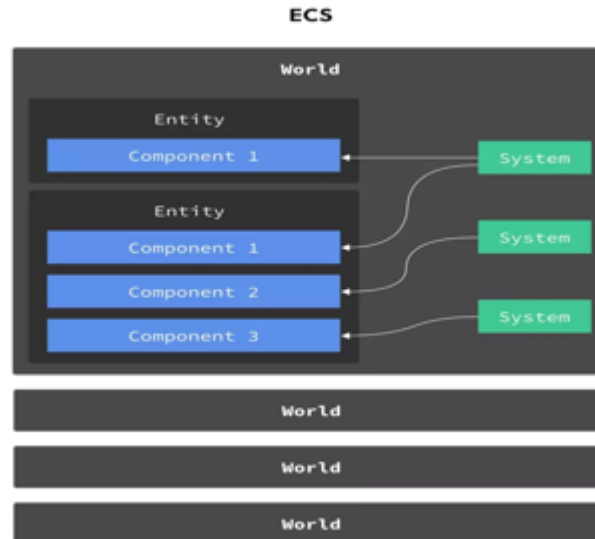 ECS
World
Entity
Component 1
System
Entity
Component 1
System
Component 2
Component 3
System
World
World
World